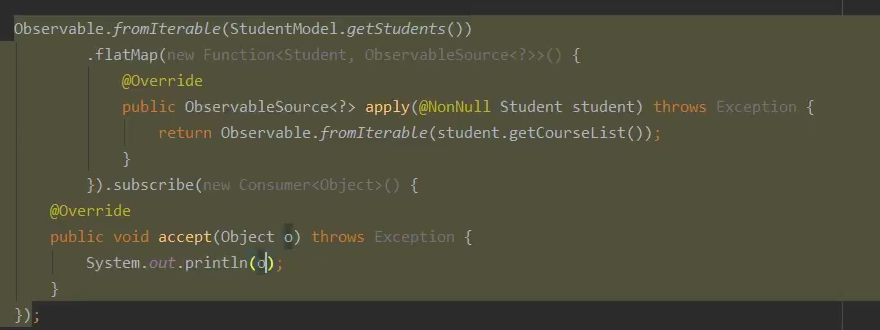 Observable.fromIterable(StudentModel.getStudents())
.flatMap(new Function<Student, ObservableSource<?>>() {
@Override
public ObservableSource<?> apply(@NonNull Student student) throws Exception {
return Observable.fromIterable(student.getCourseList());
}
}).subscribe(new Consumer<Object>() {
@Override
public void accept(Object o) throws Exception {
System.out.println(o);
}
});